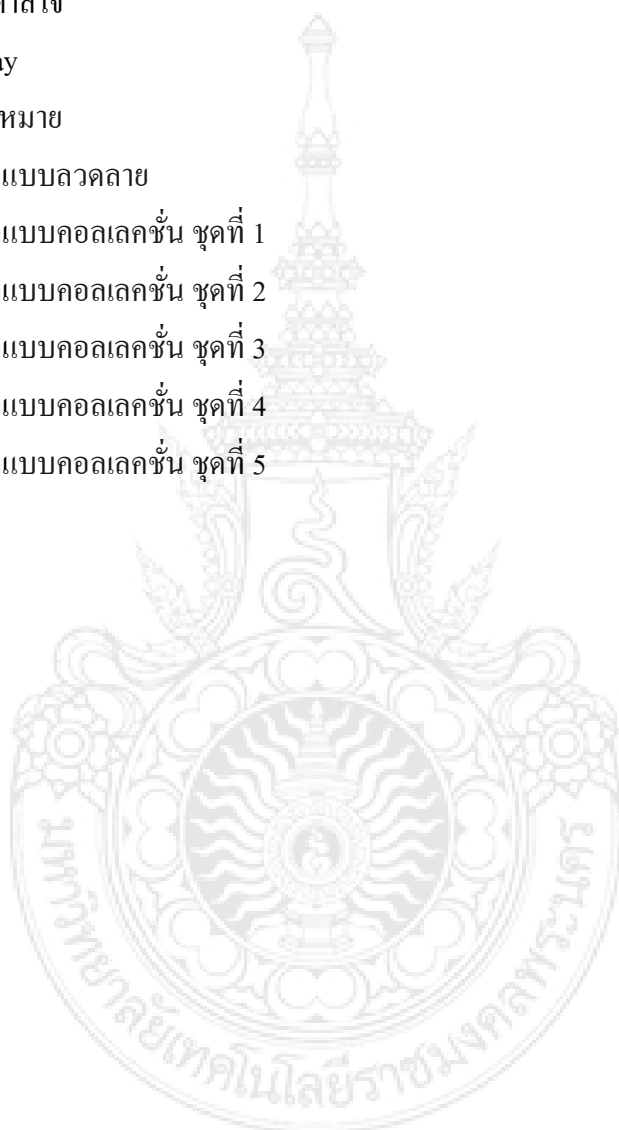 หมาย
แบบลวดลาย
แบบคอลเลคชั่น ชุดที่ 1
แบบคอลเลคชั่น ชุดที่ 2
แบบคอลเลคชั่น ชุดที่ 3
แบบคอลเลคชั่น ชุดที่ 4
แบบคอลเลคชั่น ชุดที่ 5
มหาวิทยาลัยเทคโนโลยีราชมงคลพระนคร